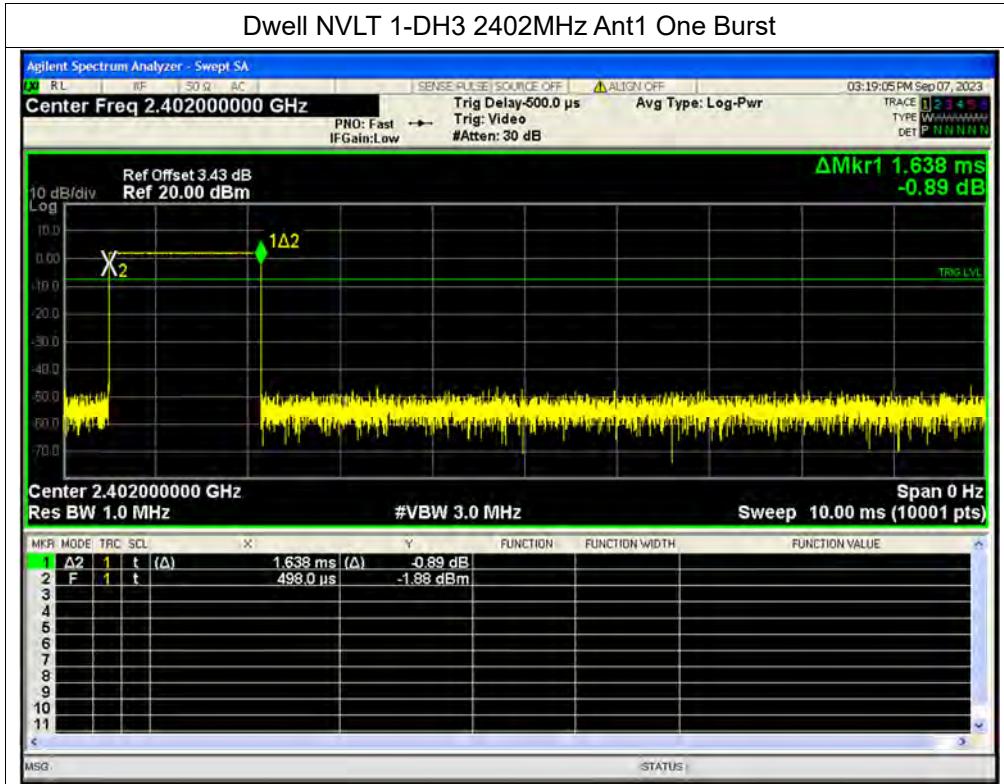 Dwell NVLT 1-DH3 2402MHz Ant1 One Burst
Agilent Spectrum Analyzer - Swept SA
LXI RL RF 50 Ω AC SENSE:PULSE SOURCE OFF ALIGN OFF 03:19:05 PM Sep 07, 2023
Center Freq 2.402000000 GHz
Trig Delay-500.0 µs Avg Type: Log-Pwr TRACE 1 2 3 4 5 6
PNO: Fast Trig: Video TYPE W
IFGain:Low #Atten: 30 dB DET P N N N N N
ΔMkr1 1.638 ms
-0.89 dB
Ref Offset 3.43 dB
10 dB/div Ref 20.00 dBm
Log
10.0
0.00
-10.0
-20.0
-30.0
-40.0
-50.0
-60.0
-70.0
1Δ2
2
TRIG LVL
Center 2.402000000 GHz Span 0 Hz
Res BW 1.0 MHz #VBW 3.0 MHz Sweep 10.00 ms (10001 pts)
MKR MODE TRC SCL X Y FUNCTION FUNCTION WIDTH FUNCTION VALUE
1 Δ2 1 t (Δ) 1.638 ms (Δ) -0.89 dB
2 F 1 t 498.0 µs -1.88 dBm
3
4
5
6
7
8
9
10
11
MSG STATUS